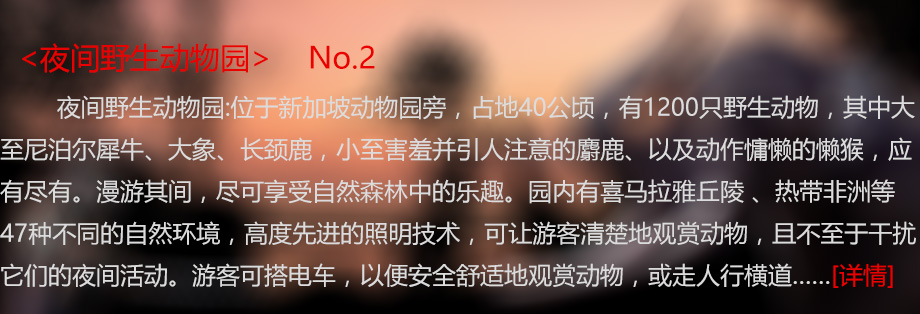 <夜间野生动物园> No.2
夜间野生动物园:位于新加坡动物园旁，占地40公顷，有1200只野生动物，其中大
至尼泊尔犀牛、大象、长颈鹿，小至害羞并引人注意的麝鹿、以及动作慵懒的懒猴，应
有尽有。漫游其间，尽可享受自然森林中的乐趣。园内有喜马拉雅丘陵 、热带非洲等
47种不同的自然环境，高度先进的照明技术，可让游客清楚地观赏动物，且不至于干扰
它们的夜间活动。游客可搭电车，以便安全舒适地观赏动物，或走人行横道......[详情]